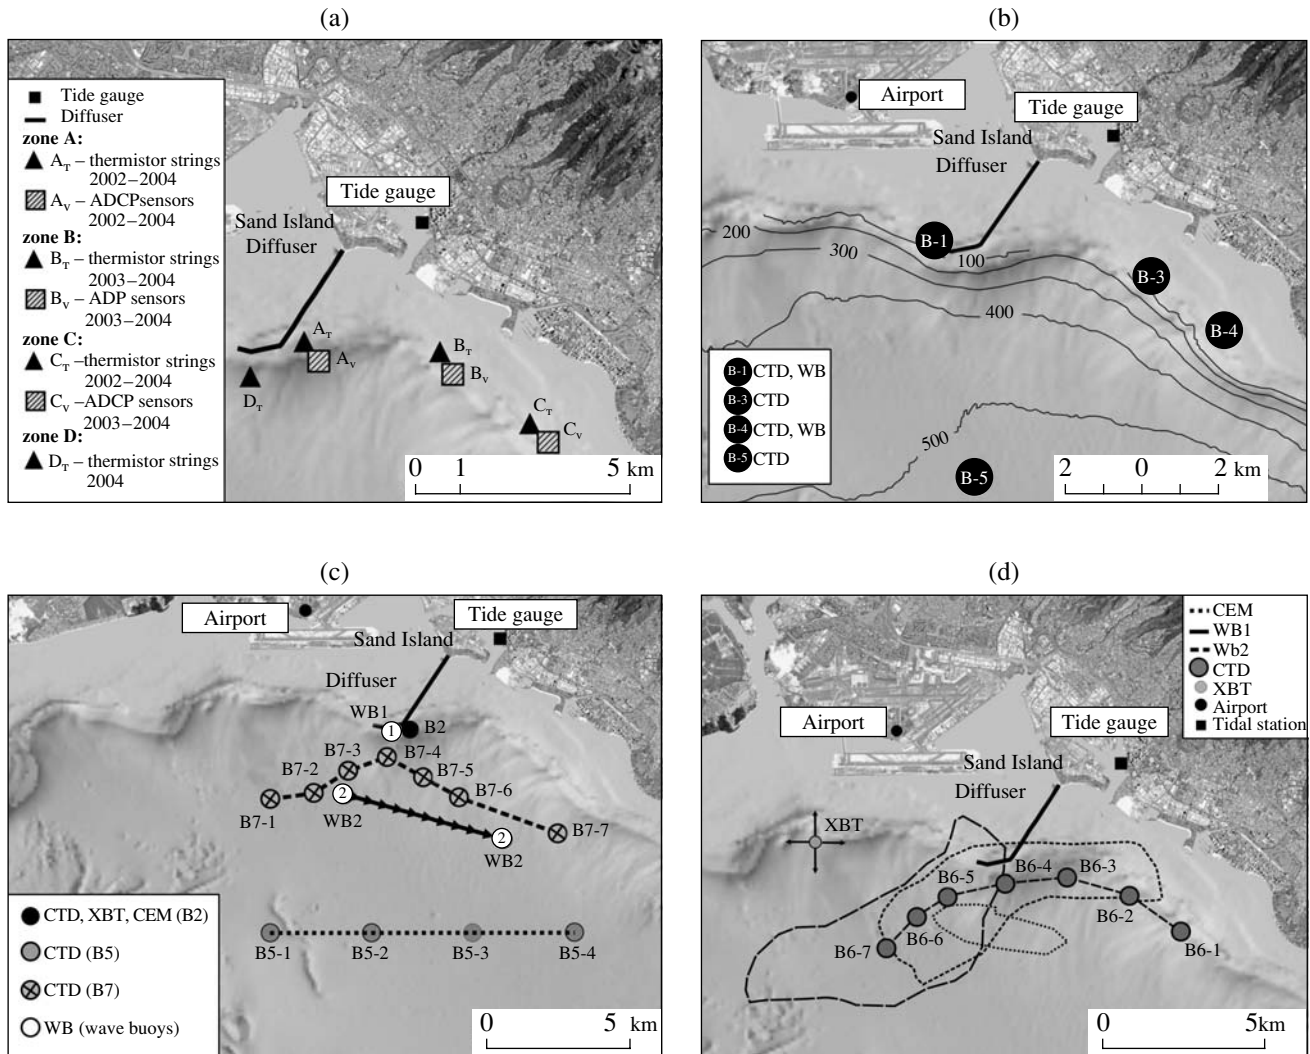 (a)
Tide gauge
Diffuser
zone A:
A_T – thermistor strings
2002–2004
A_V – ADCPsensors
2002–2004
zone B:
B_T – thermistor strings
2003–2004
B_V – ADP sensors
2003–2004
zone C:
C_T –thermistor strings
2002–2004
C_V – ADCP sensors
2003–2004
zone D:
D_T – thermistor strings
2004
Tide gauge
Sand Island
Diffuser
A_T
A_V
B_T
B_V
D_T
C_T
C_V
0 1 5 km
(b)
Airport
Tide gauge
Sand Island
Diffuser
200
300
B-1
100
B-3
400
B-4
B-1 CTD, WB
B-3 CTD
B-4 CTD, WB
B-5 CTD
500
B-5
2 0 2 km
(c)
Airport
Tide gauge
Sand Island
Diffuser
WB1
1
B2
B7-3
B7-4
B7-2
B7-5
B7-6
2
B7-1
WB2
B7-7
2
WB2
B5-1
B5-2
B5-3
B5-4
CTD, XBT, CEM (B2)
CTD (B5)
CTD (B7)
WB (wave buoys)
0 5 km
(d)
CEM
WB1
Wb2
CTD
XBT
Airport
Tidal station
Airport
Tide gauge
Sand Island
Diffuser
XBT
B6-5
B6-4
B6-3
B6-2
B6-6
B6-7
B6-1
0 5km